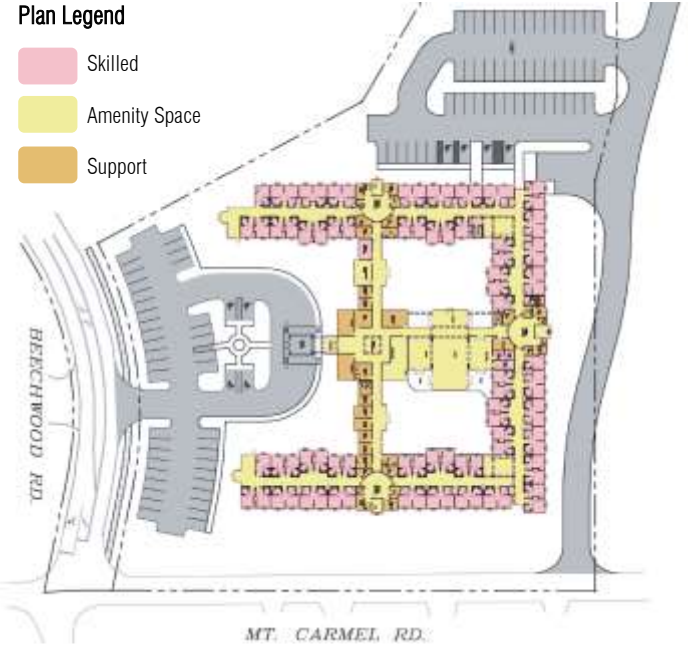 Plan Legend
Skilled
Amenity Space
Support
BEECHWOOD RD.
MT. CARMEL RD.